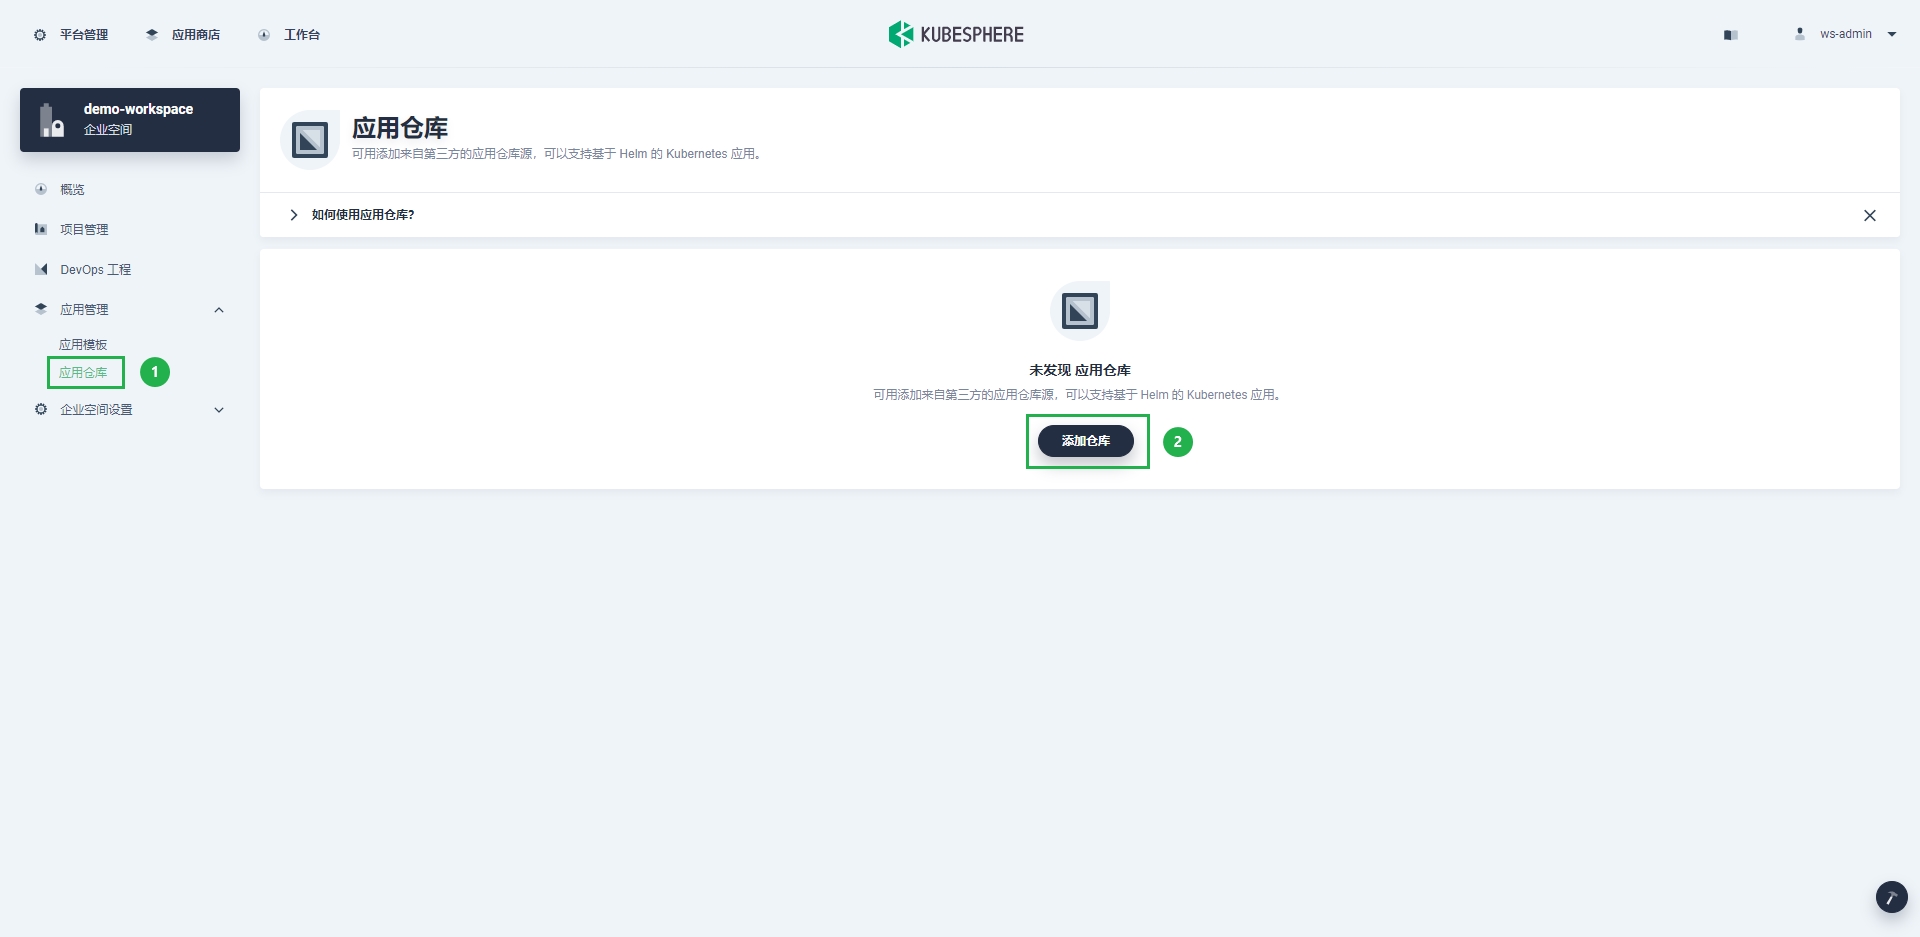 平台管理 应用商店 工作台
KUBESPHERE
ws-admin
demo-workspace
企业空间
概览
项目管理
DevOps 工程
应用管理
应用模板
应用仓库 1
企业空间设置
应用仓库
可用添加来自第三方的应用仓库源，可以支持基于 Helm 的 Kubernetes 应用。
如何使用应用仓库?
未发现 应用仓库
可用添加来自第三方的应用仓库源，可以支持基于 Helm 的 Kubernetes 应用。
添加仓库 2